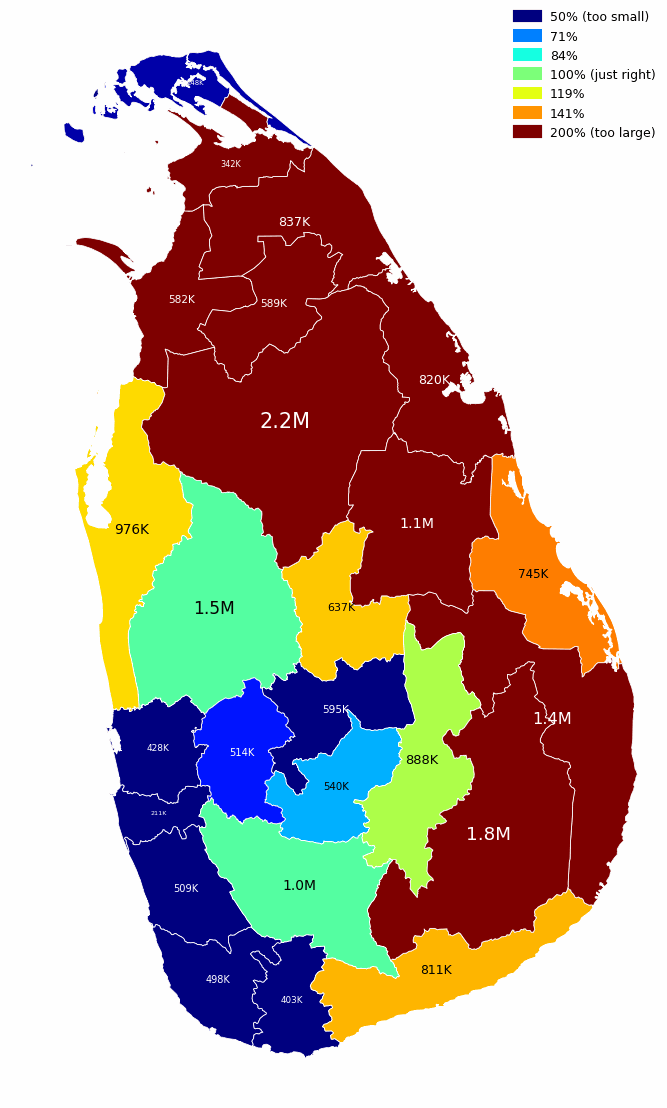 50% (too small)
71%
84%
100% (just right)
119%
141%
200% (too large)
342K
837K
582K
589K
820K
2.2M
976K
1.1M
745K
1.5M
637K
595K
1.4M
428K
514K
888K
540K
211K
1.8M
509K
1.0M
811K
498K
403K